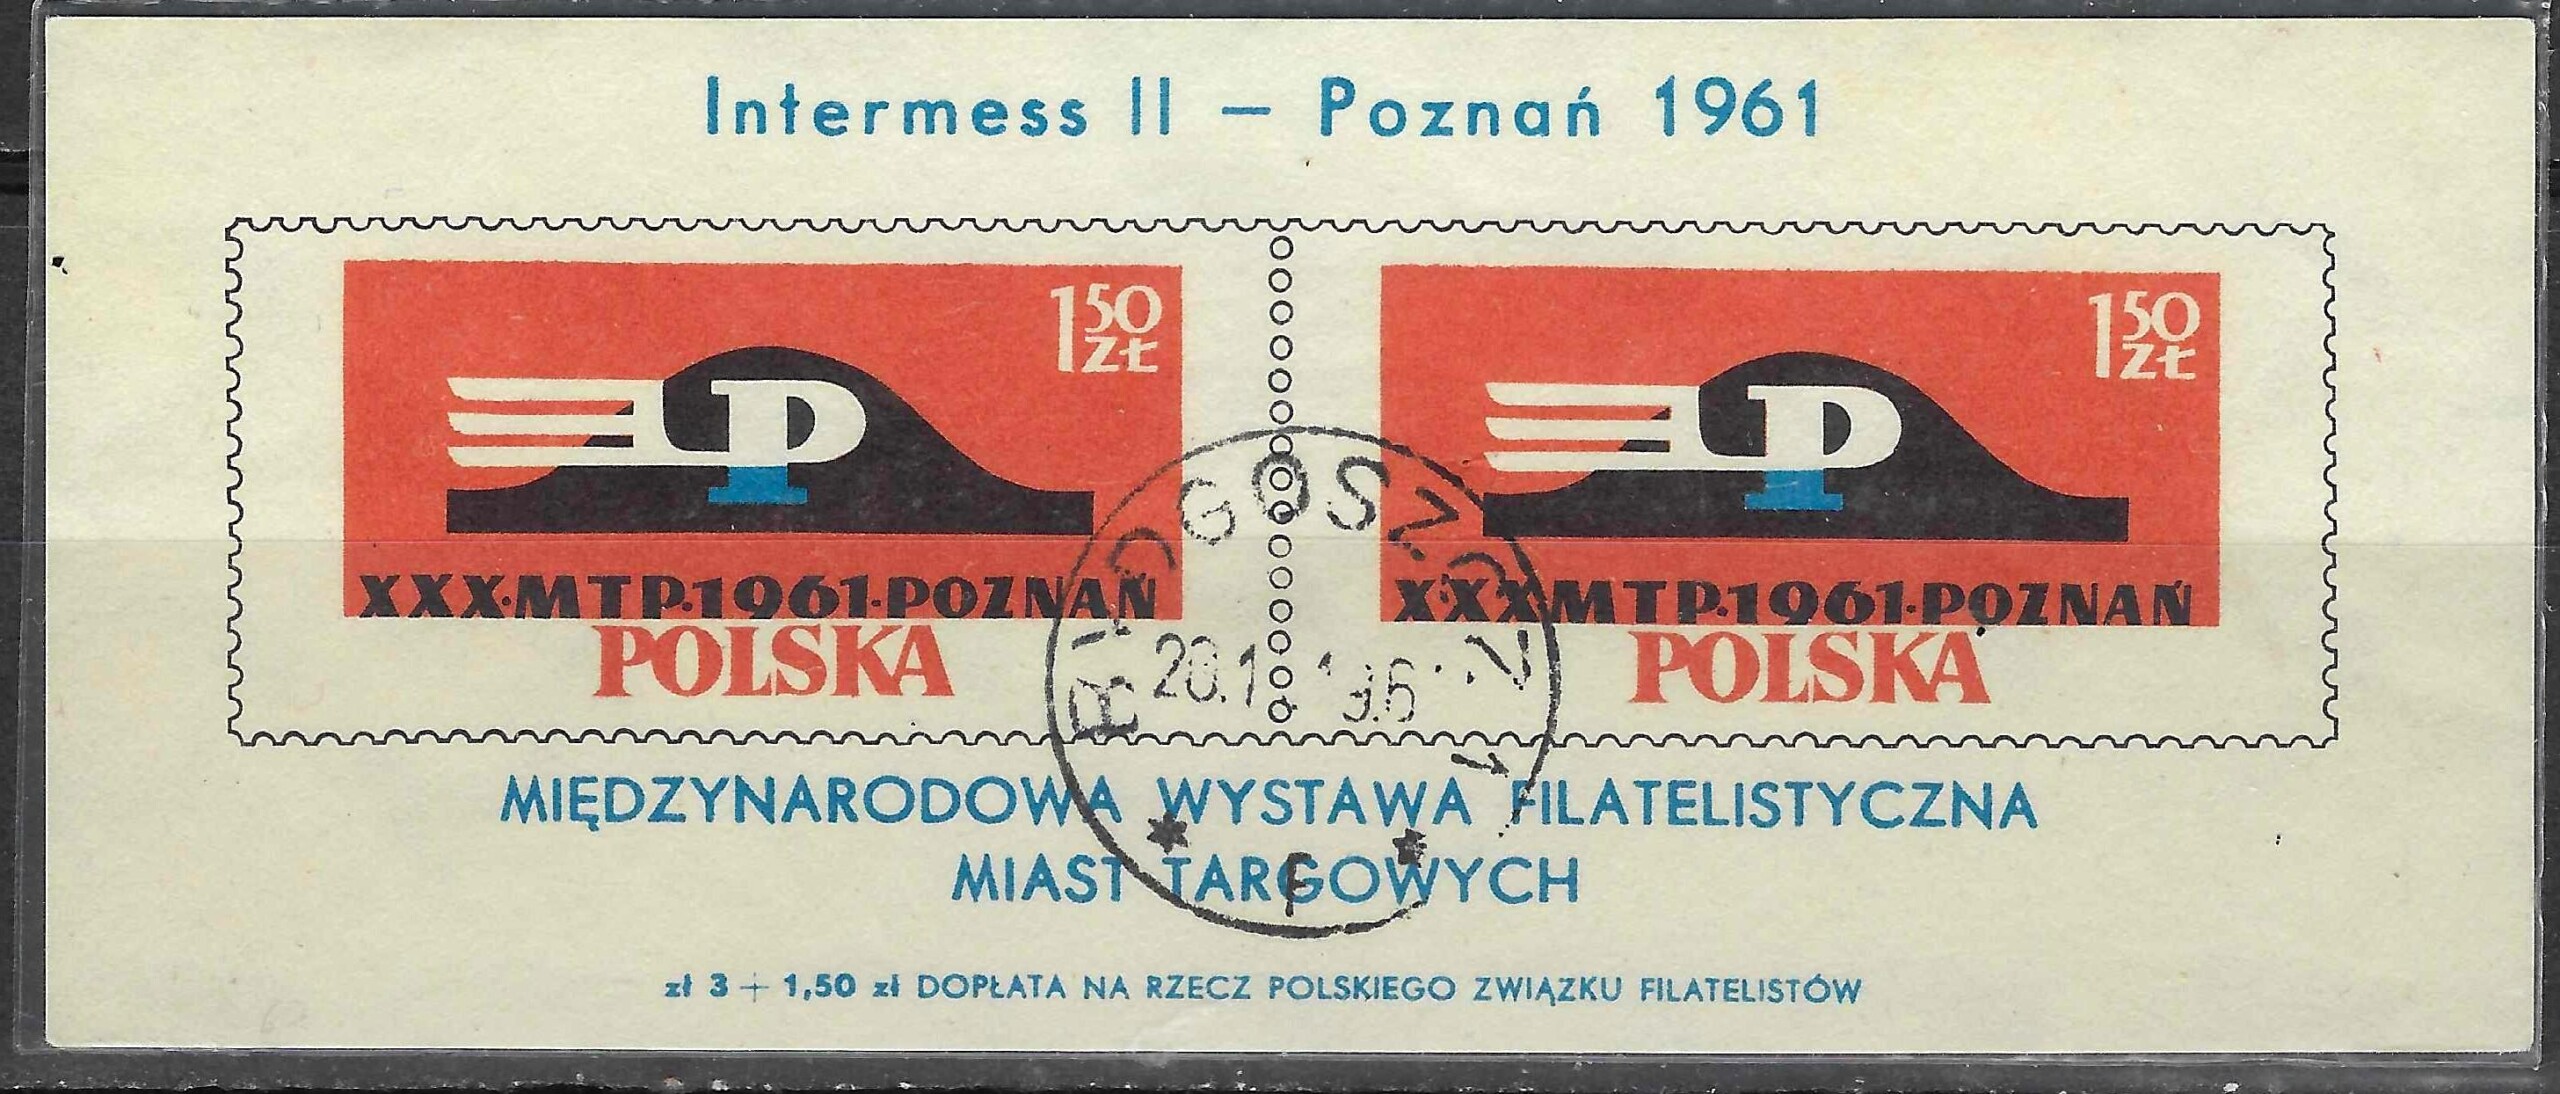 Intermess II – Poznań 1961
1 50 ZŁ
XXX·MTP·1961·POZNAŃ
POLSKA
1 50 ZŁ
XXX·MTP·1961·POZNAŃ
POLSKA
BYDGOSZCZ
F
MIĘDZYNARODOWA WYSTAWA FILATELISTYCZNA
MIAST TARGOWYCH
zł 3 + 1,50 zł DOPŁATA NA RZECZ POLSKIEGO ZWIĄZKU FILATELISTÓW